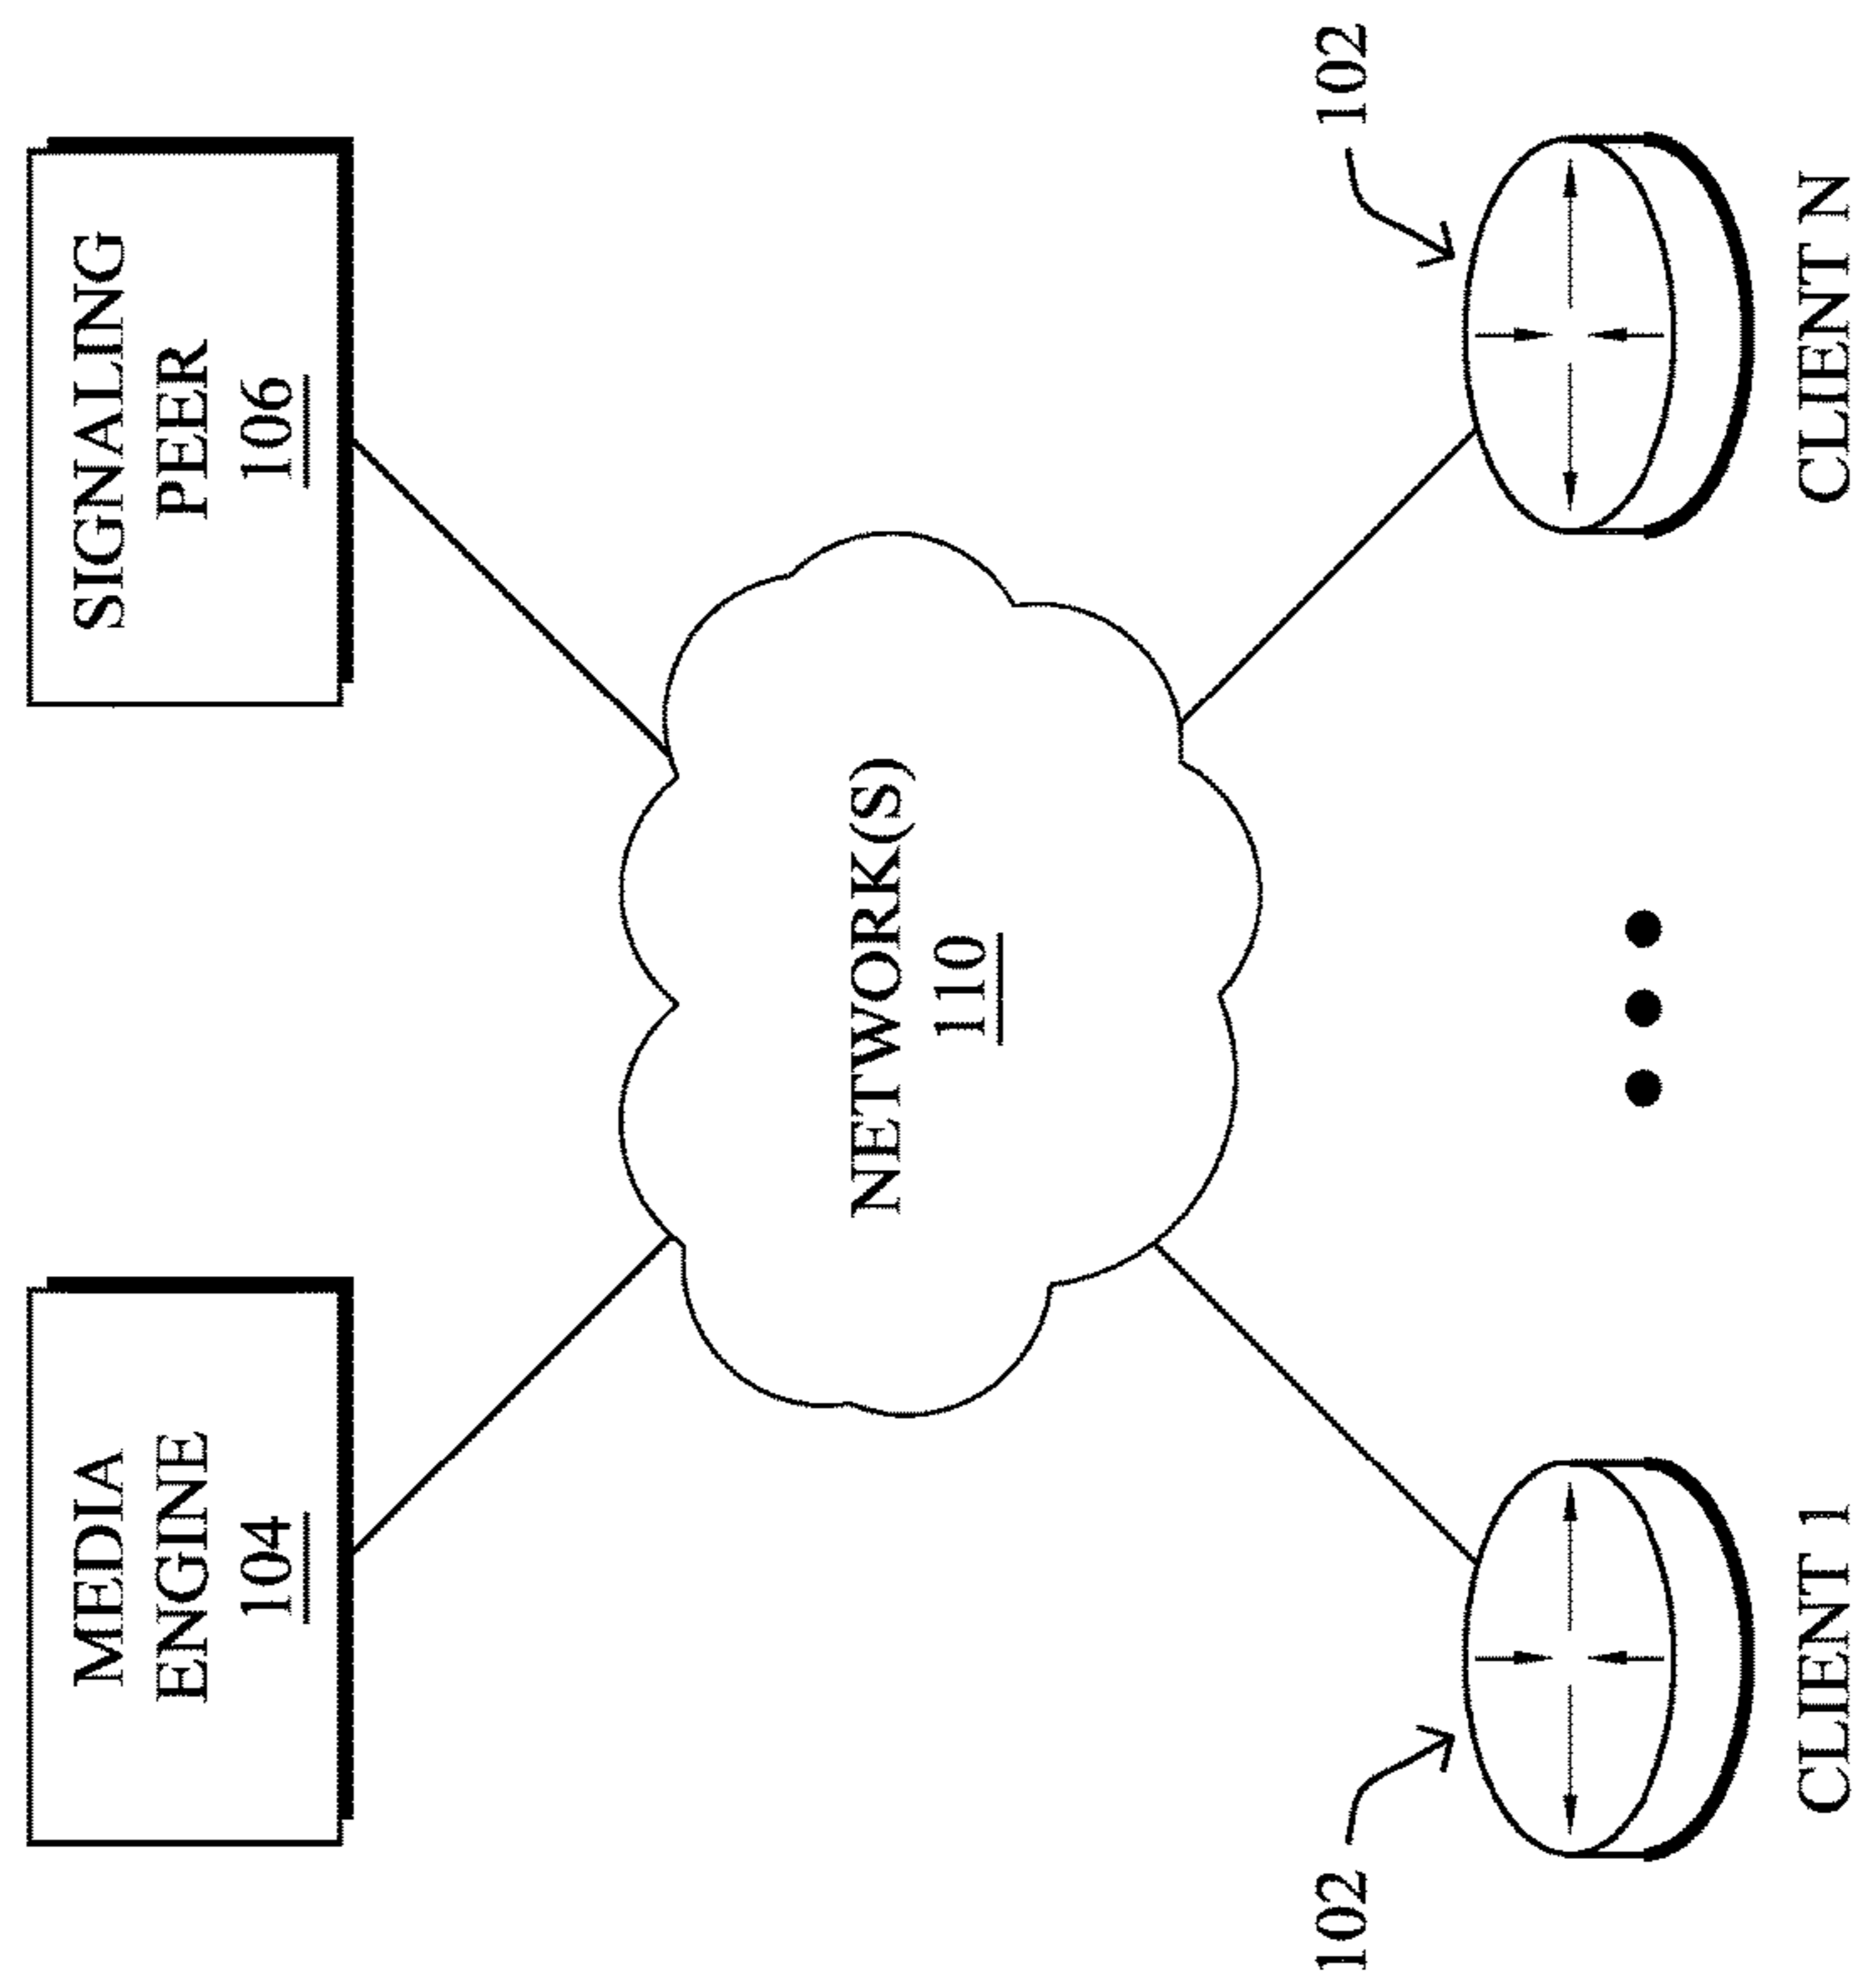 MEDIA
ENGINE
104
SIGNALING
PEER
106
NETWORK(S)
110
102
102
CLIENT 1
CLIENT N